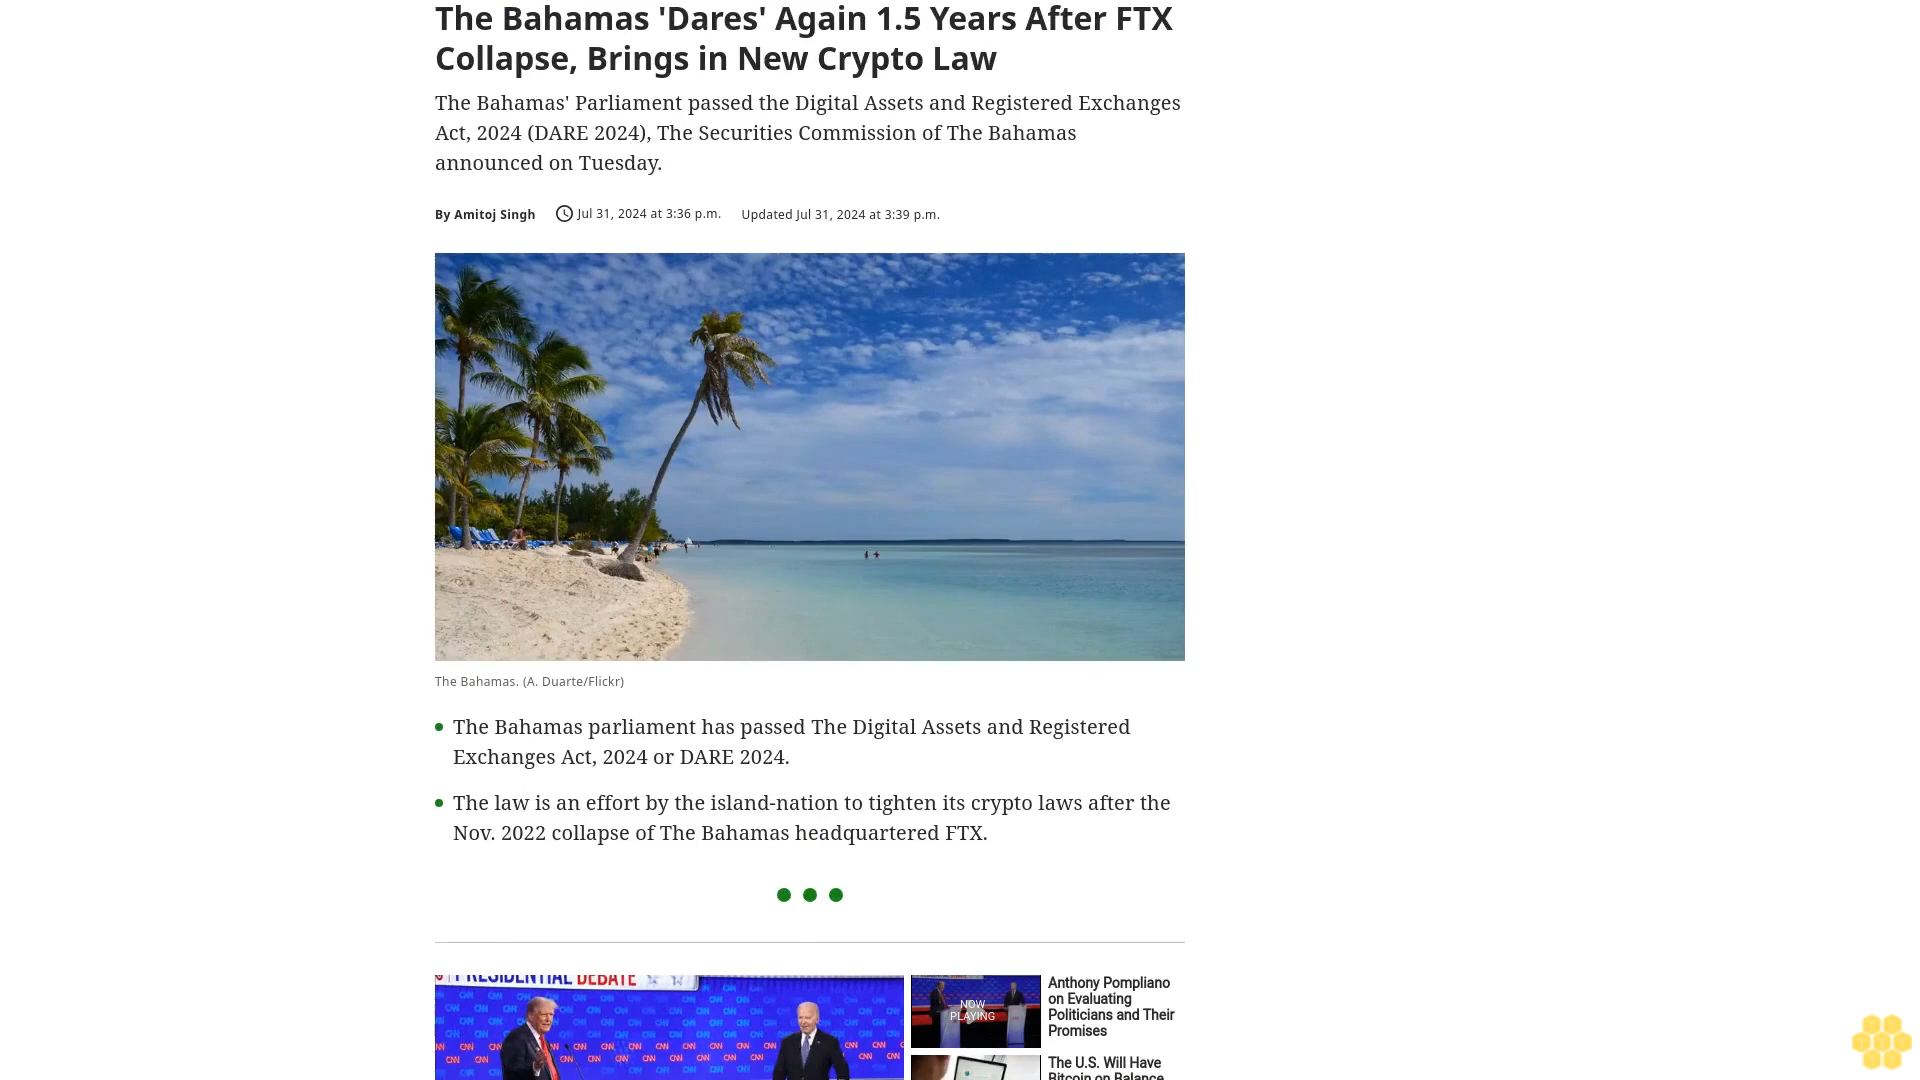 The Bahamas 'Dares' Again 1.5 Years After FTX
Collapse, Brings in New Crypto Law
The Bahamas' Parliament passed the Digital Assets and Registered Exchanges
Act, 2024 (DARE 2024), The Securities Commission of The Bahamas
announced on Tuesday.
By Amitoj Singh Jul 31, 2024 at 3:36 p.m. Updated Jul 31, 2024 at 3:39 p.m.
The Bahamas. (A. Duarte/Flickr)
The Bahamas parliament has passed The Digital Assets and Registered
Exchanges Act, 2024 or DARE 2024.
The law is an effort by the island-nation to tighten its crypto laws after the
Nov. 2022 collapse of The Bahamas headquartered FTX.
PRESIDENTIAL DEBATE
NOW
PLAYING
Anthony Pompliano
on Evaluating
Politicians and Their
Promises
The U.S. Will Have
Bitcoin on Balance